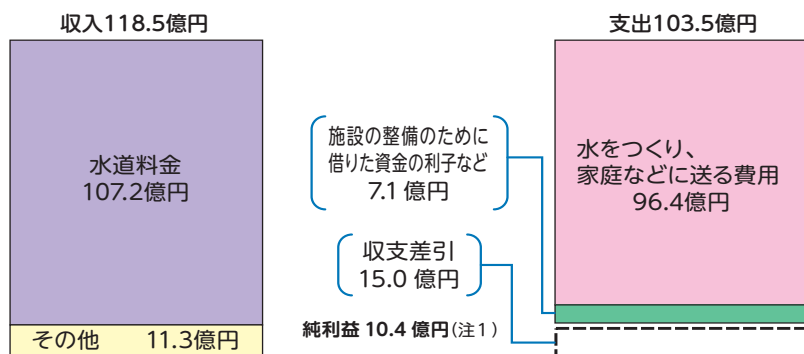 収入118.5億円
水道料金
107.2億円
その他 11.3億円
施設の整備のために
借りた資金の利子など
7.1 億円
収支差引
15.0 億円
純利益 10.4 億円(注1)
支出103.5億円
水をつくり、
家庭などに送る費用
96.4億円